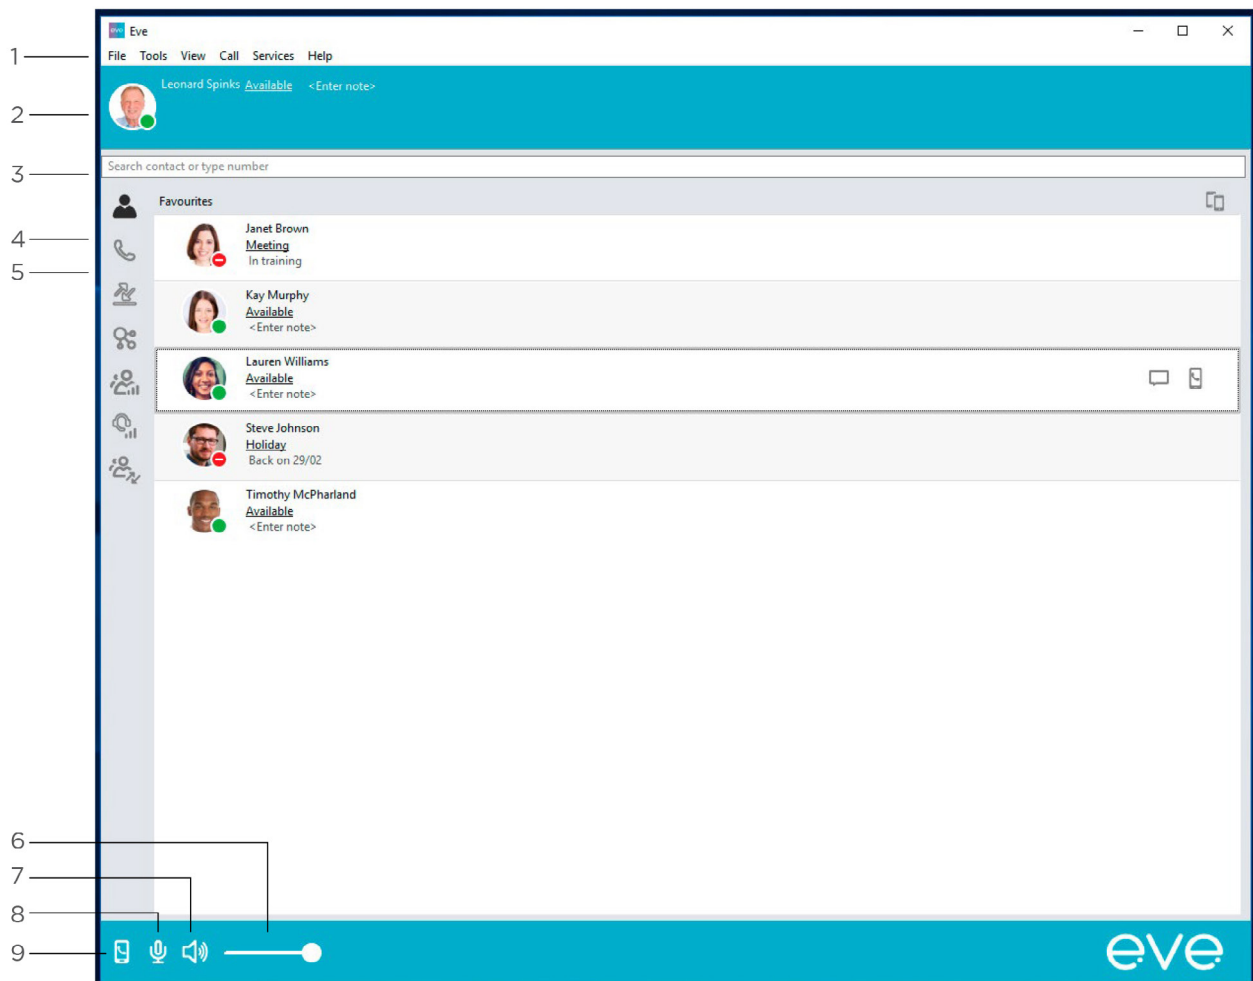 eve Eve
1 File Tools View Call Services Help
Leonard Spinks Available <Enter note>
2
Search contact or type number
3
Favourites
Janet Brown
4 Meeting
In training
5
Kay Murphy
Available
<Enter note>
Lauren Williams
Available
<Enter note>
Steve Johnson
Holiday
Back on 29/02
Timothy McPharland
Available
<Enter note>
6
7
8
9
eve